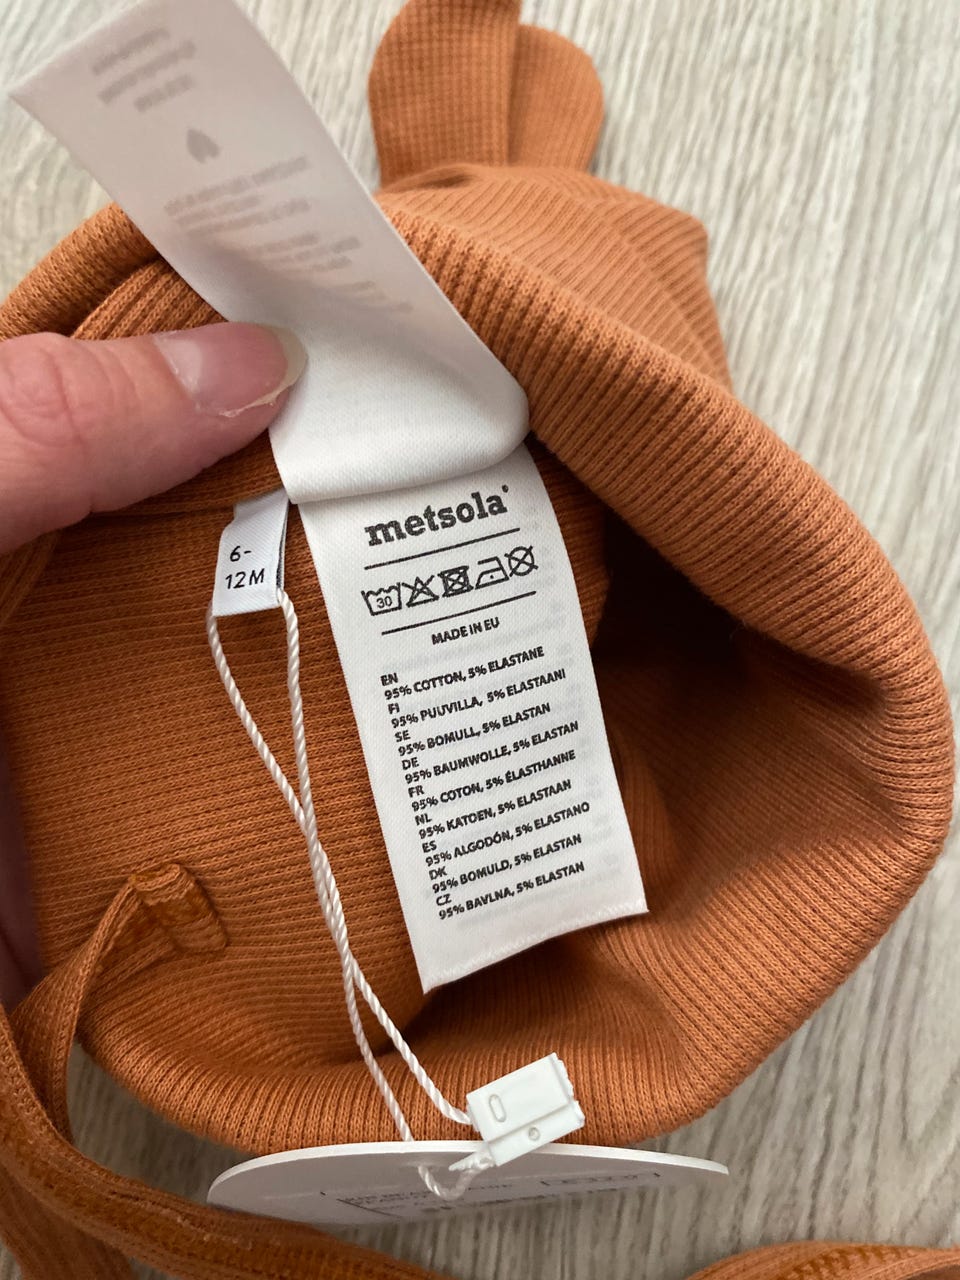 6-
12M
metsola
30
MADE IN EU
EN
95% COTTON, 5% ELASTANE
FI
95% PUUVILLA, 5% ELASTAANI
SE
95% BOMULL, 5% ELASTAN
DE
95% BAUMWOLLE, 5% ELASTAN
FR
95% COTON, 5% ÉLASTHANNE
NL
95% KATOEN, 5% ELASTAAN
ES
95% ALGODÓN, 5% ELASTANO
DK
95% BOMULD, 5% ELASTAN
CZ
95% BAVLNA, 5% ELASTAN